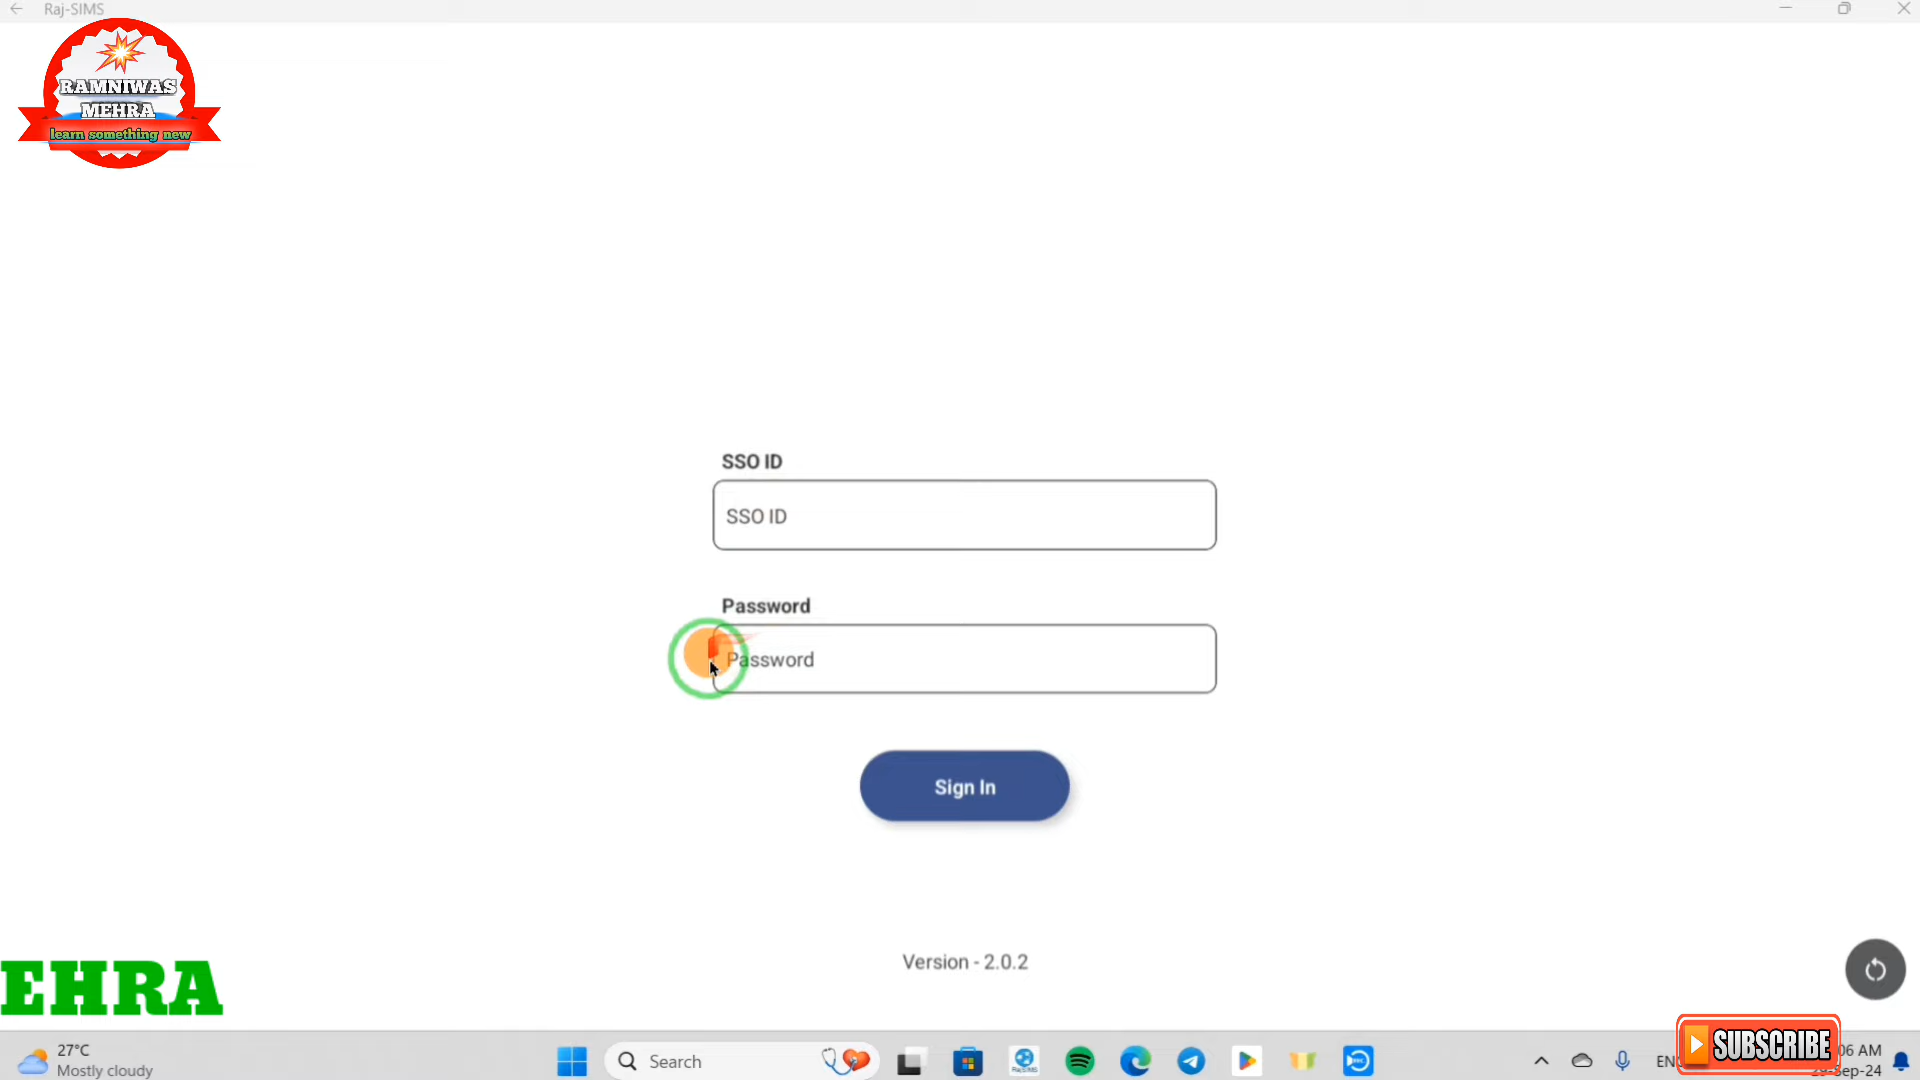 Raj-SIMS
RAMNIWAS
MEHRA
learn something new
SSO ID
SSO ID
Password
Password
Sign In
Version - 2.0.2
EHRA
27°C
Mostly cloudy
Search
SUBSCRIBE
06 AM